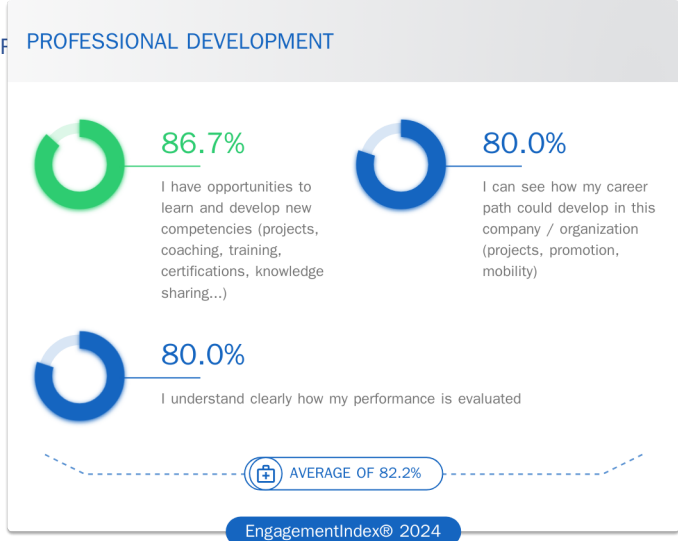 PROFESSIONAL DEVELOPMENT
86.7%
I have opportunities to
learn and develop new
competencies (projects,
coaching, training,
certifications, knowledge
sharing...)
80.0%
I can see how my career
path could develop in this
company / organization
(projects, promotion,
mobility)
80.0%
I understand clearly how my performance is evaluated
AVERAGE OF 82.2%
EngagementIndex® 2024